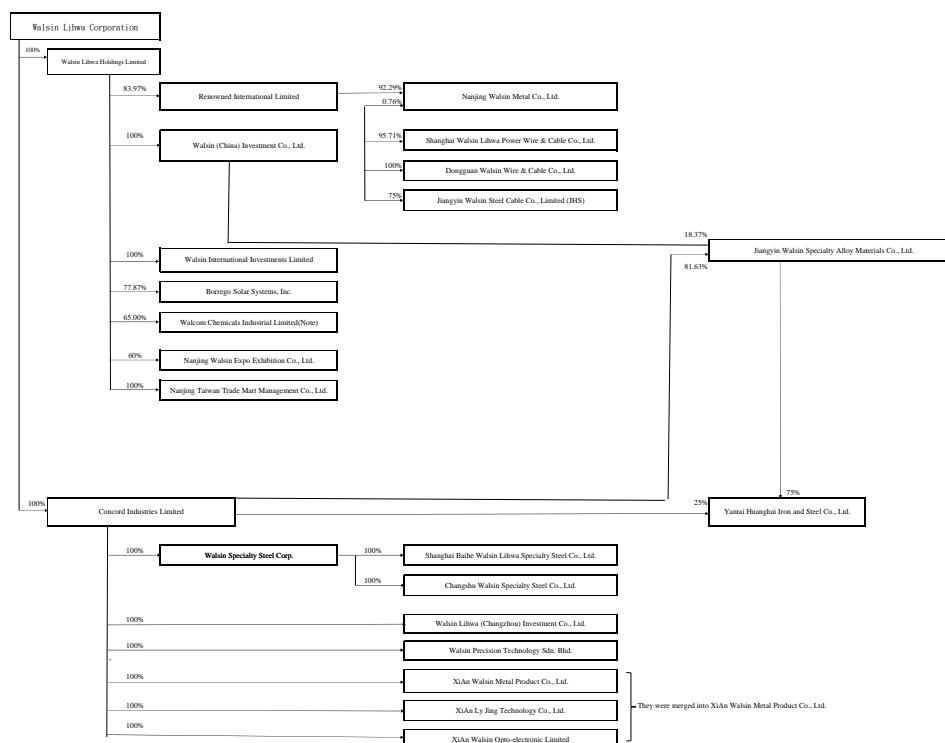 Walsin Lihwa Corporation
100%
Walsin Lihwa Holdings Limited
83.97%
Renowned International Limited
92.29%
Nanjing Walsin Metal Co., Ltd.
0.76%
100%
Walsin (China) Investment Co., Ltd.
95.71%
Shanghai Walsin Lihwa Power Wire & Cable Co., Ltd.
100%
Dongguan Walsin Wire & Cable Co., Ltd.
75%
Jiangyin Walsin Steel Cable Co., Limited (JHS)
18.37%
Jiangyin Walsin Specialty Alloy Materials Co., Ltd.
81.63%
100%
Walsin International Investments Limited
77.87%
Borrego Solar Systems, Inc.
65.00%
Walcom Chemicals Industrial Limited(Note)
60%
Nanjing Walsin Expo Exhibition Co., Ltd.
100%
Nanjing Taiwan Trade Mart Management Co., Ltd.
100%
Concord Industries Limited
25%
75%
Yantai Huanghai Iron and Steel Co., Ltd.
100%
Walsin Specialty Steel Corp.
100%
Shanghai Baihe Walsin Lihwa Specialty Steel Co., Ltd.
100%
Changshu Walsin Specialty Steel Co., Ltd.
100%
Walsin Lihwa (Changzhou) Investment Co., Ltd.
100%
Walsin Precision Technology Sdn. Bhd.
100%
XiAn Walsin Metal Product Co., Ltd.
100%
XiAn Ly Jing Technology Co., Ltd.
They were merged into XiAn Walsin Metal Product Co., Ltd.
100%
XiAn Walsin Opto-electronic Limited